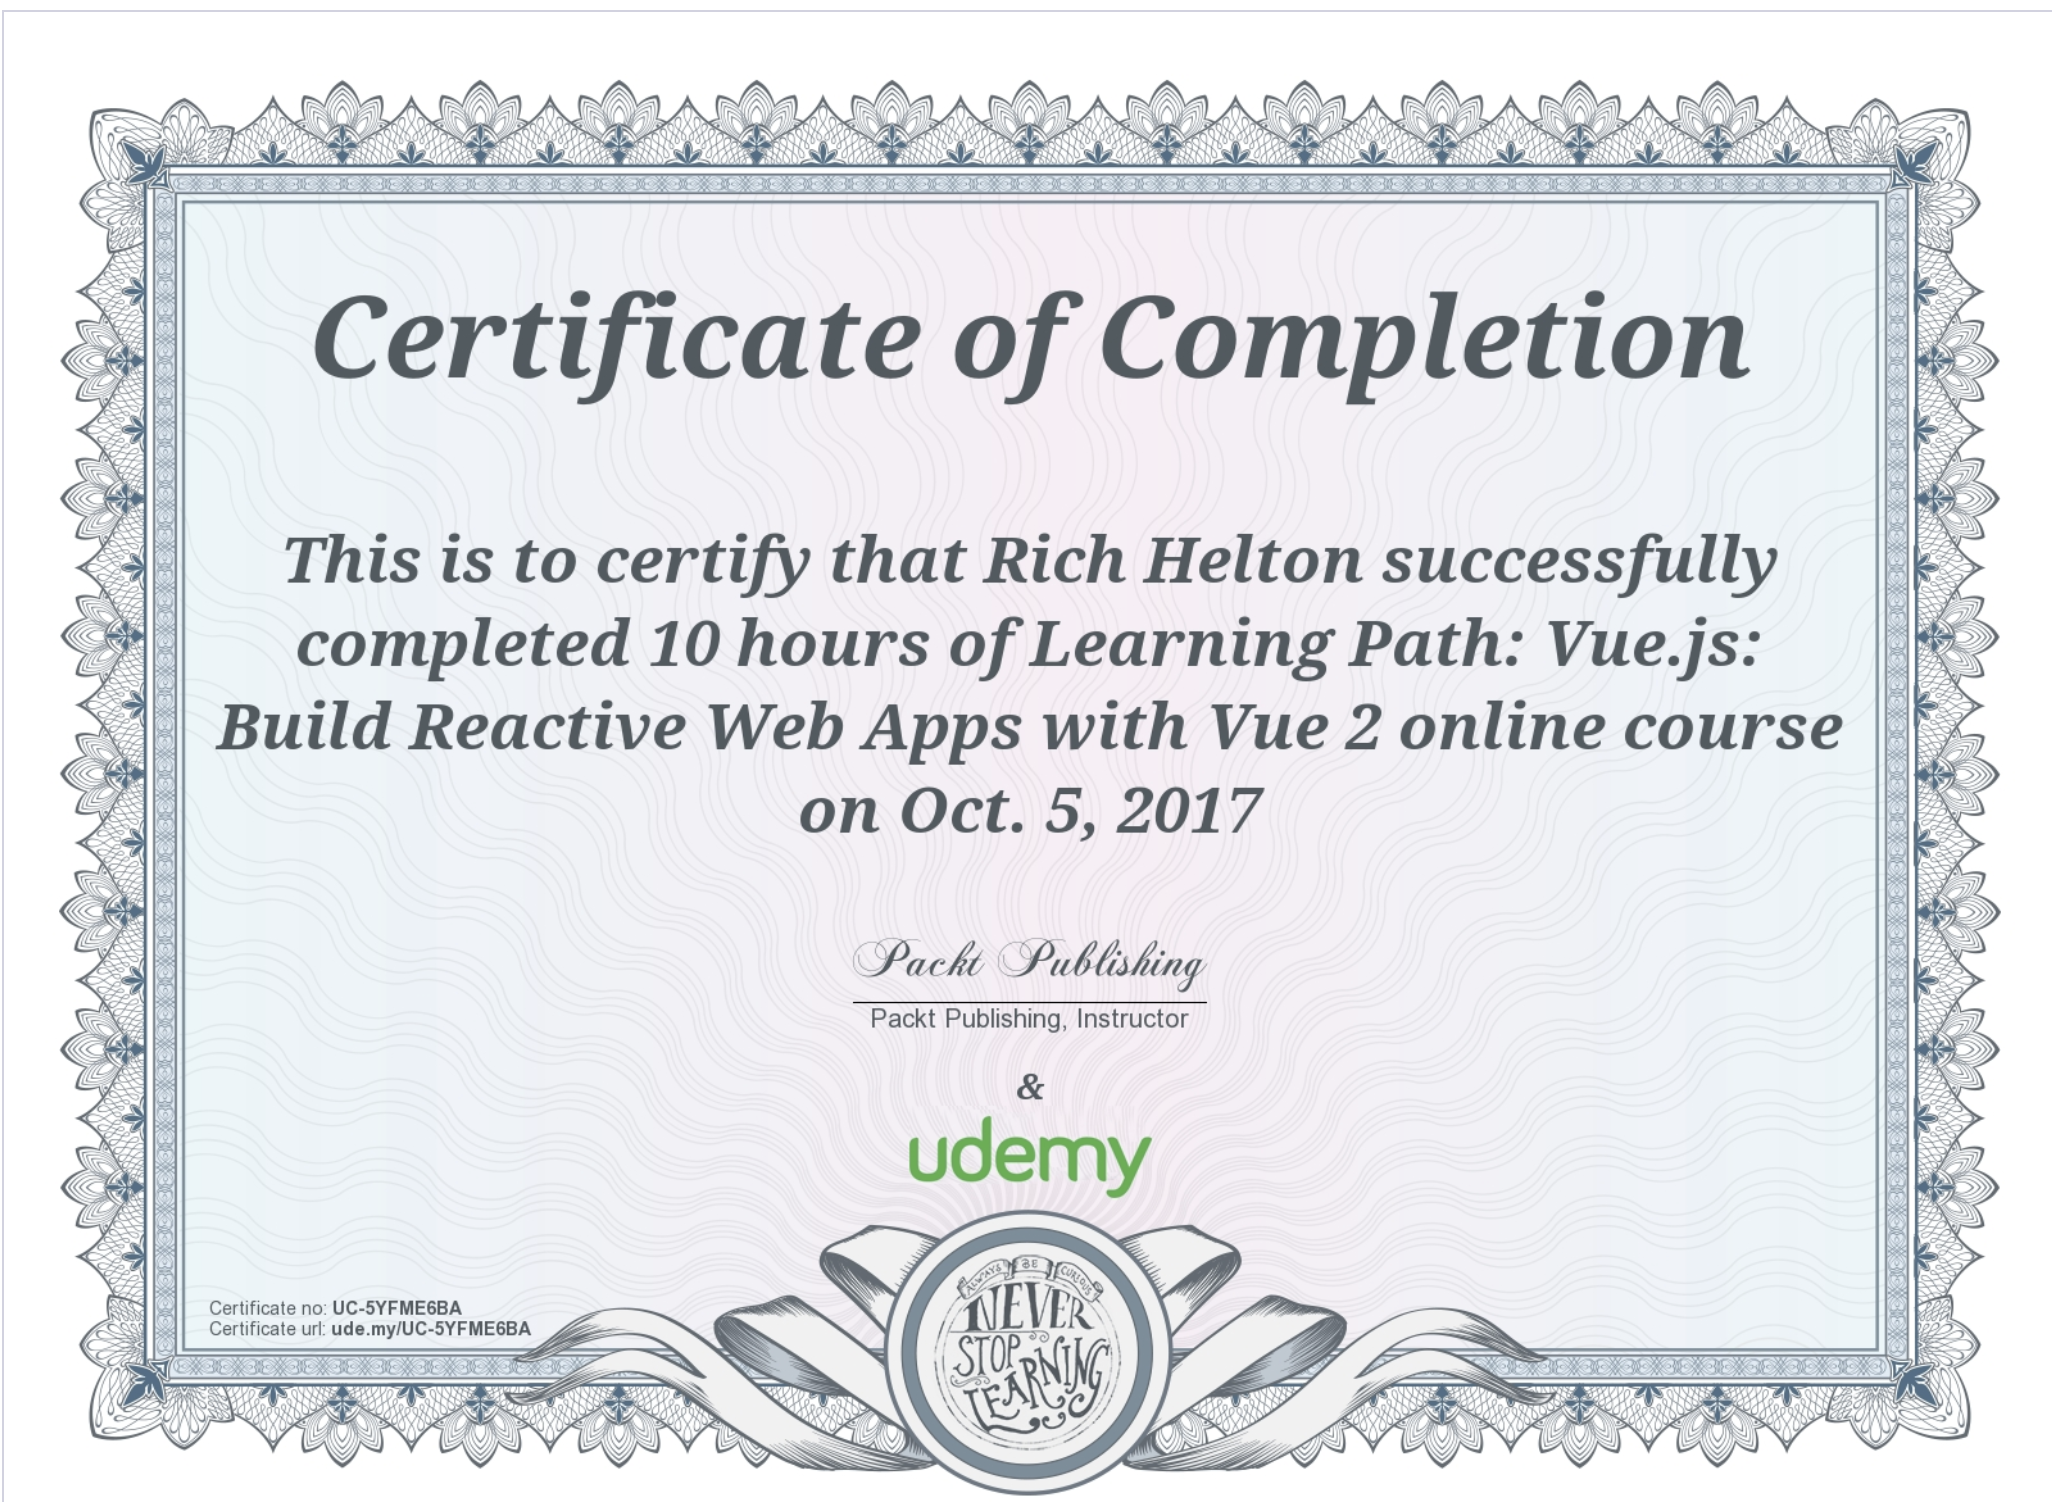 Certificate of Completion
This is to certify that Rich Helton successfully
completed 10 hours of Learning Path: Vue.js:
Build Reactive Web Apps with Vue 2 online course
on Oct. 5, 2017
Packt Publishing
Packt Publishing, Instructor
&
udemy
Certificate no: UC-5YFME6BA
Certificate url: ude.my/UC-5YFME6BA
ALWAYS BE CURIOUS
NEVER
STOP
LEARNING